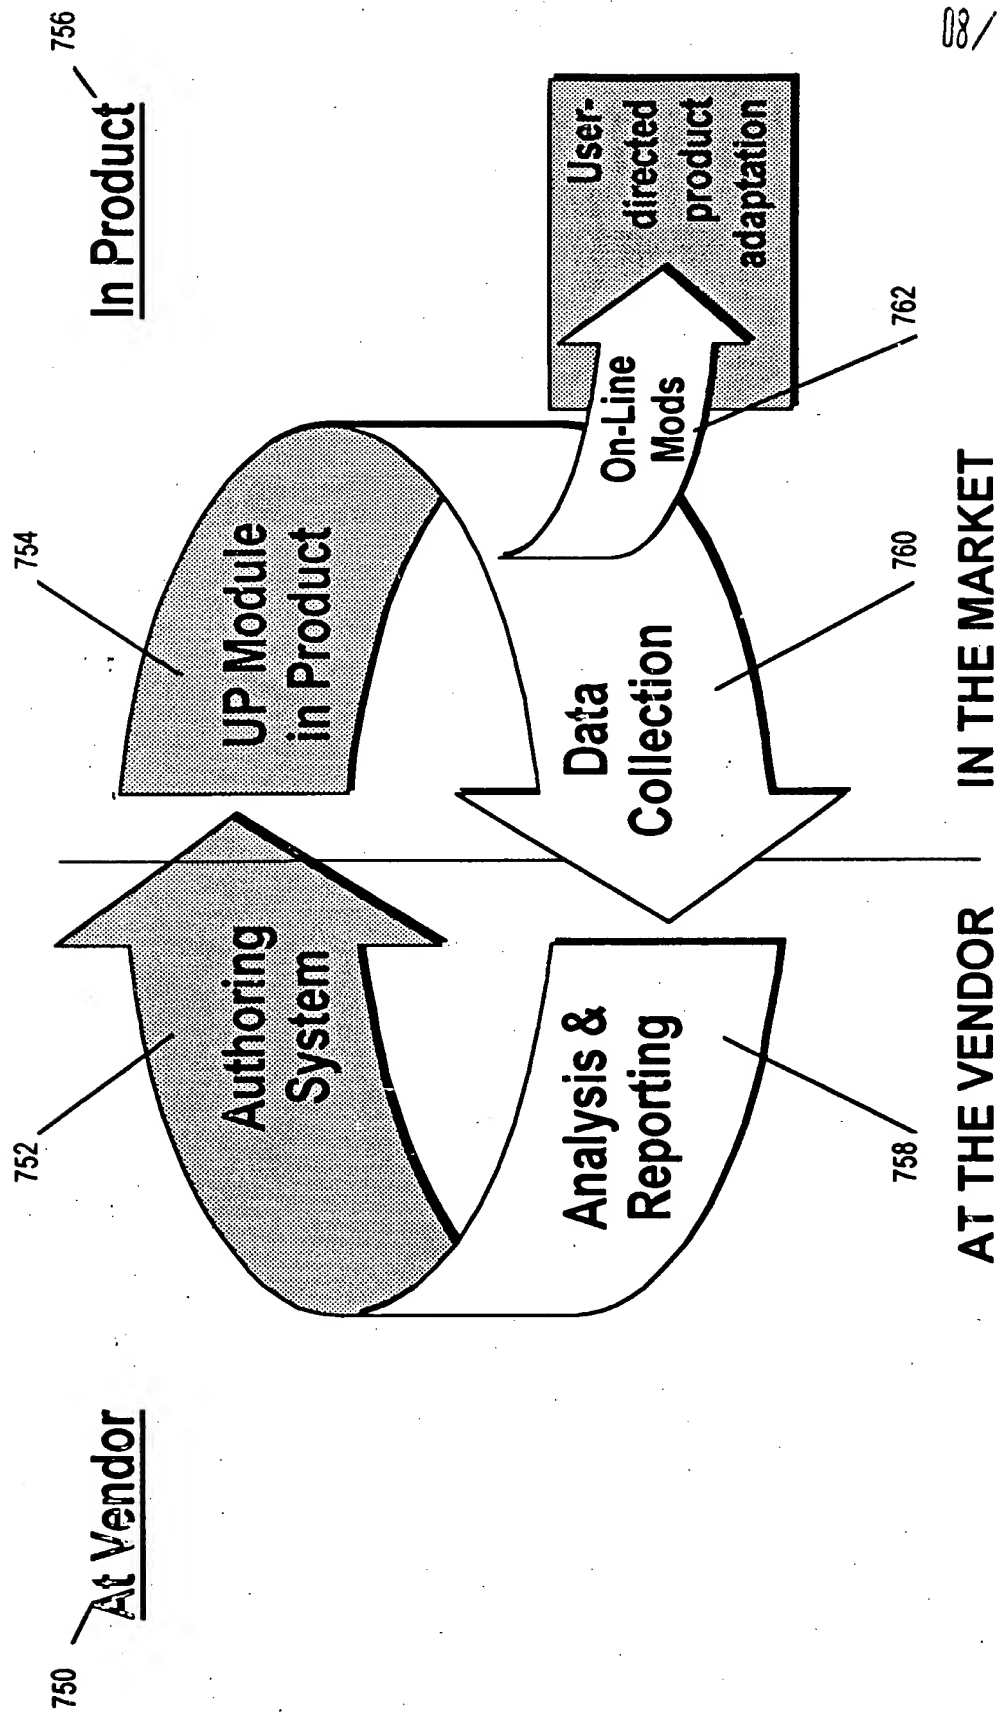 750
At Vendor
In Product
756
752
754
Authoring
System
UP Module
in Product
Analysis &
Reporting
Data
Collection
On-Line
Mods
User-
directed
product
adaptation
758
760
762
AT THE VENDOR
IN THE MARKET
/80